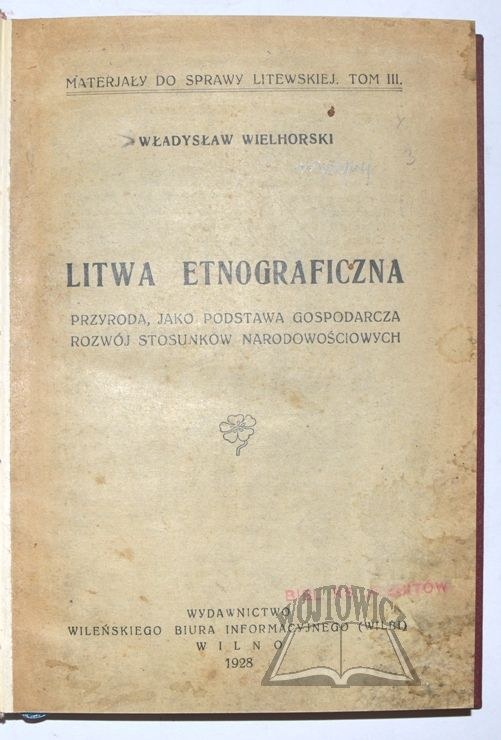 MATERJAŁY DO SPRAWY LITEWSKIEJ. TOM III.
WŁADYSŁAW WIELHORSKI
LITWA ETNOGRAFICZNA
PRZYRODA, JAKO PODSTAWA GOSPODARCZA
ROZWÓJ STOSUNKÓW NARODOWOŚCIOWYCH
WYDAWNICTWO
WILEŃSKIEGO BIURA INFORMACYJNEGO (WILBI)
WILNO
1928
WÓJTOWICZ